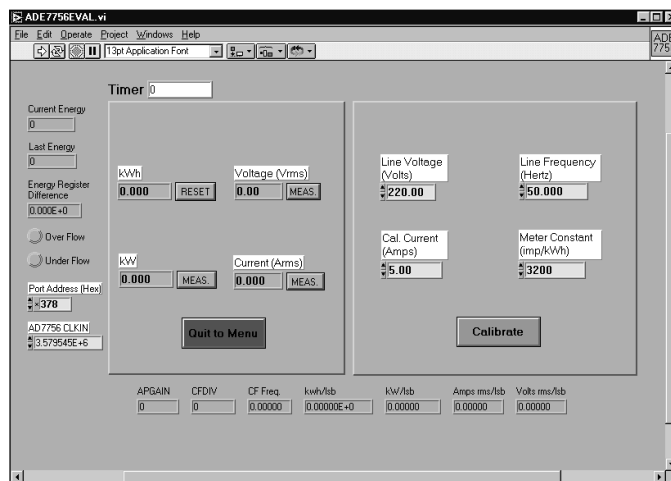 ADE7756EVAL.vi
File Edit Operate Project Windows Help
13pt Application Font
ADE
775
Timer 0
Current Energy
0
Last Energy
0
Energy Register
Difference
0.000E+0
Over Flow
Under Flow
Port Address (Hex)
×378
AD7756 CLKIN
3.579545E+6
kWh
0.000 RESET
Voltage (Vrms)
0.00 MEAS.
kW
0.000 MEAS.
Current (Arms)
0.000 MEAS.
Quit to Menu
Line Voltage
(Volts)
220.00
Line Frequency
(Hertz)
50.000
Cal. Current
(Amps)
5.00
Meter Constant
(imp/kWh)
3200
Calibrate
APGAIN CFDIV CF Freq. kwh/lsb kW/lsb Amps rms/lsb Volts rms/lsb
0 0 0.00000 0.00000E+0 0.00000 0.00000 0.00000